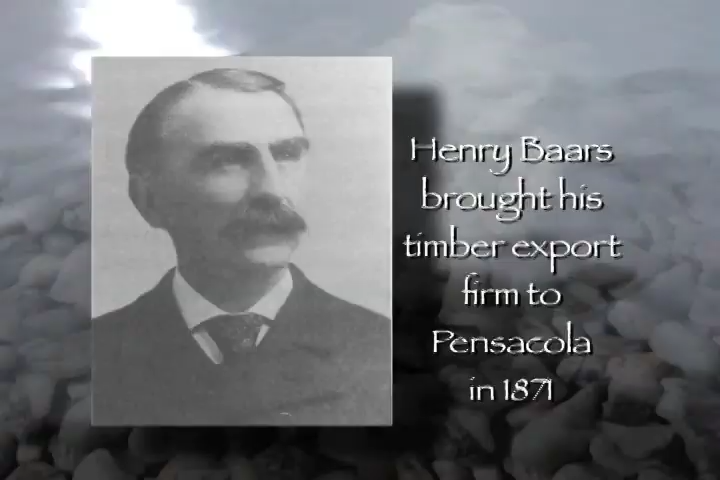 Henry Baars
brought his
timber export
firm to
Pensacola
in 1871